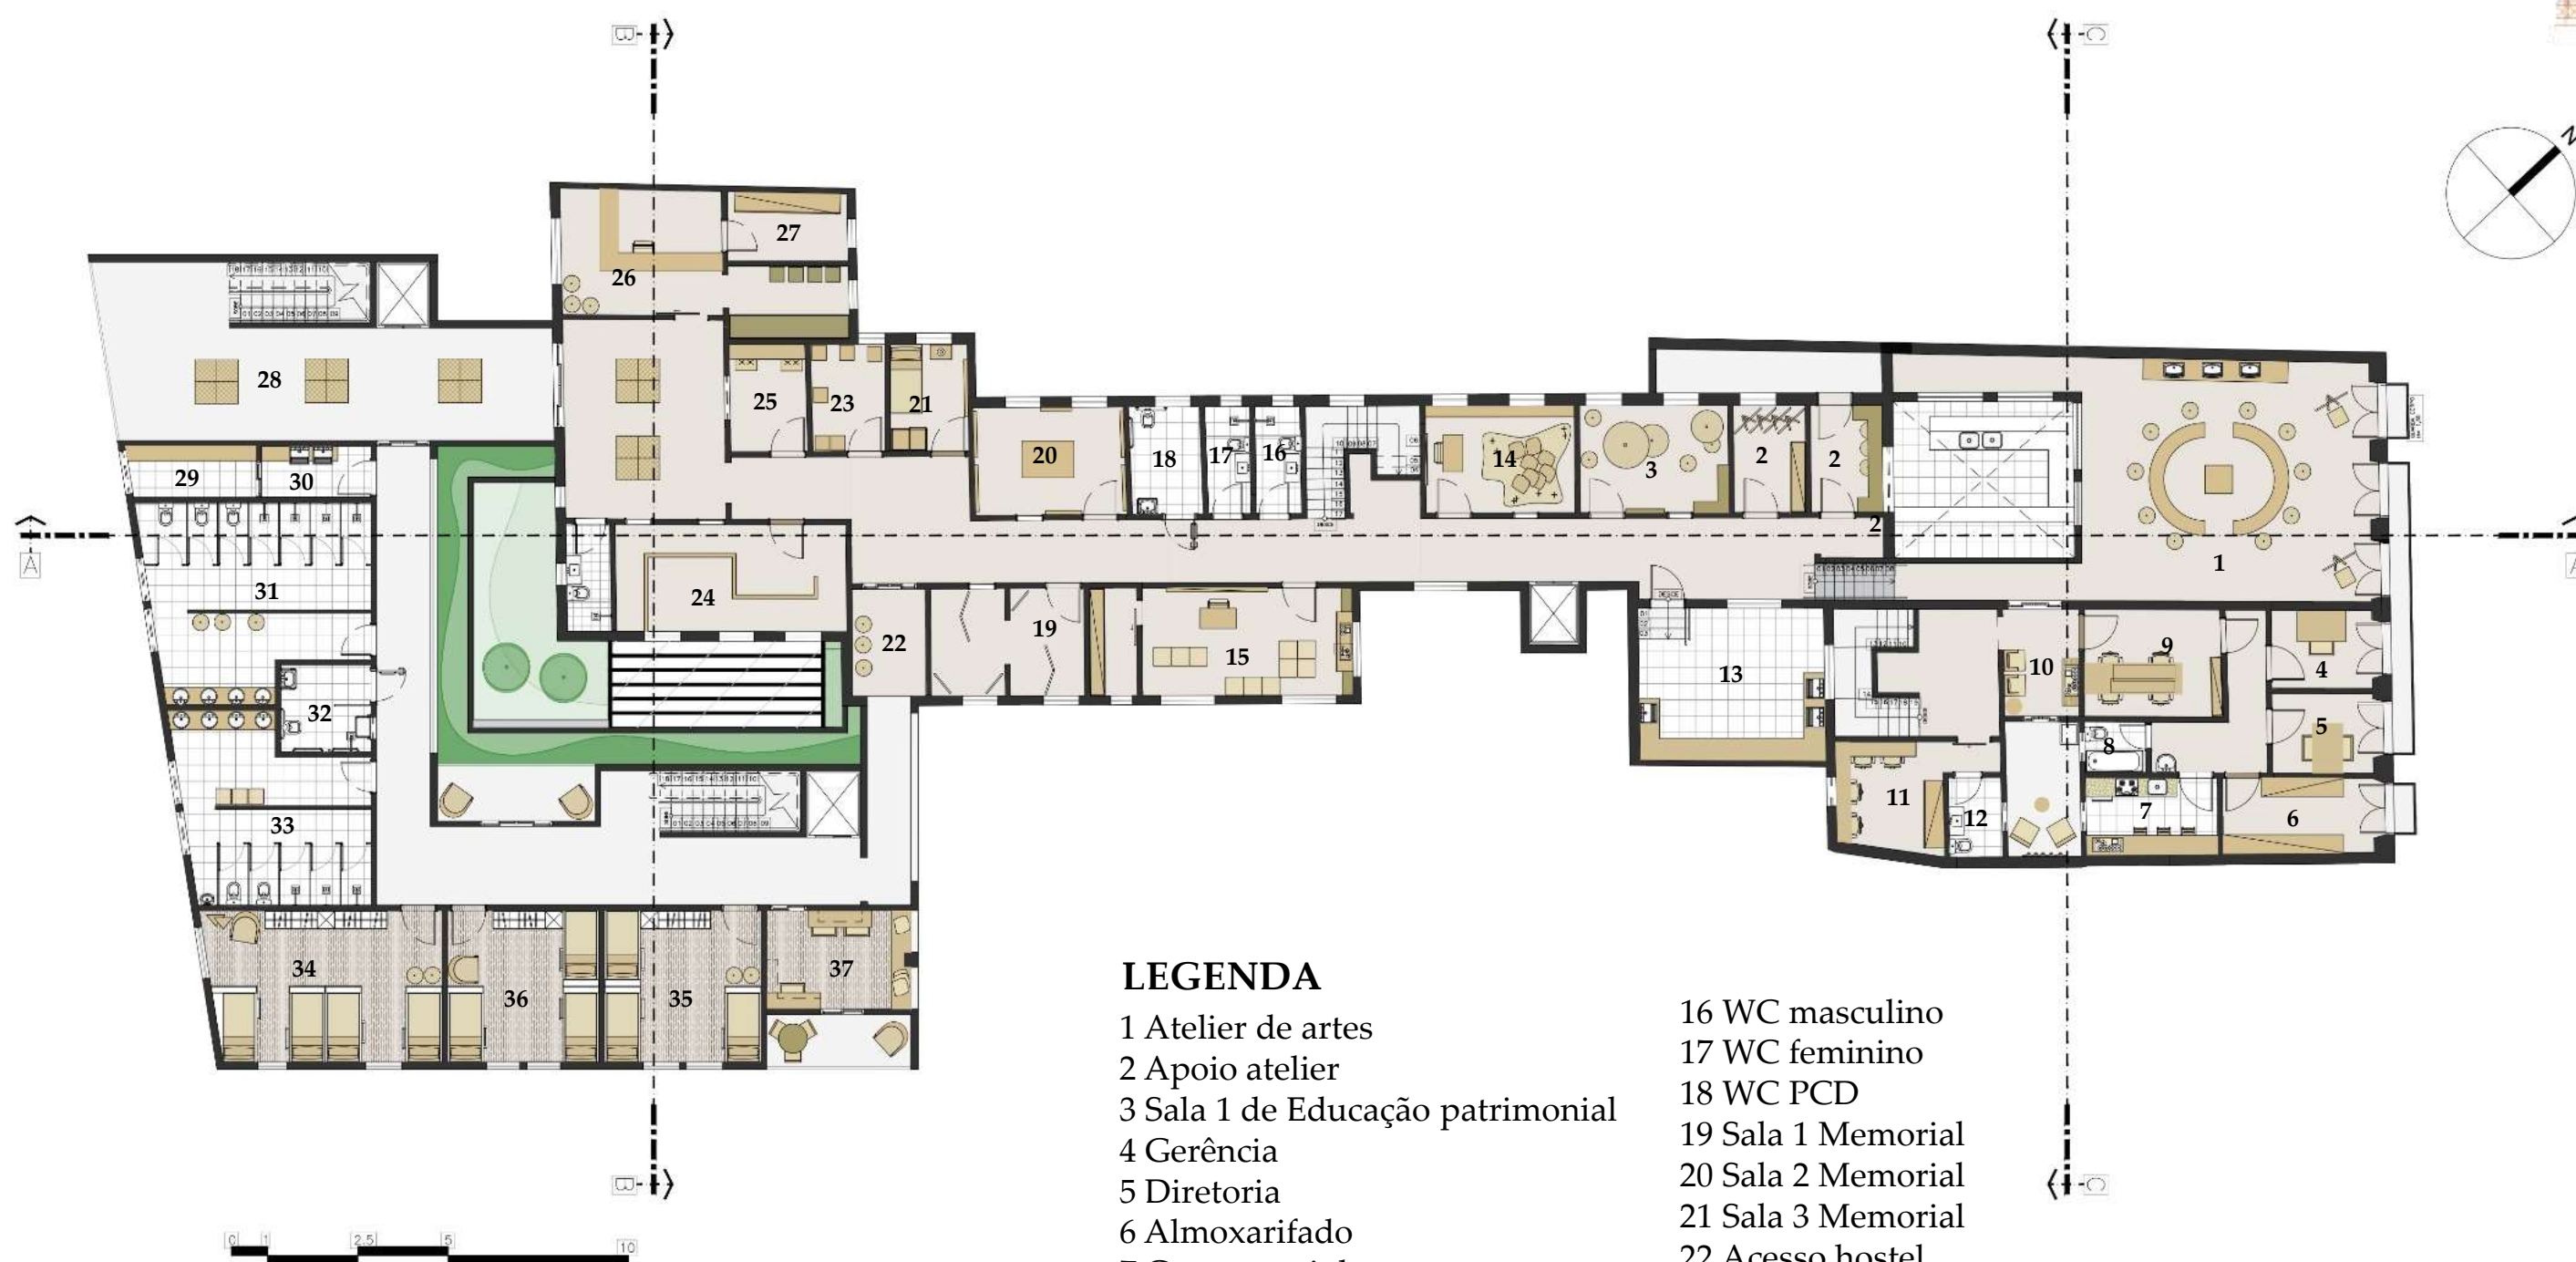 B
C
N
27
26
28
25
23
21
20
18
17
16
14
3
2
2
2
1
29
30
A
31
24
22
19
15
13
10
9
4
32
8
5
33
11
12
7
6
34
36
35
37
LEGENDA
1 Atelier de artes
2 Apoio atelier
3 Sala 1 de Educação patrimonial
4 Gerência
5 Diretoria
6 Almoxarifado
16 WC masculino
17 WC feminino
18 WC PCD
19 Sala 1 Memorial
20 Sala 2 Memorial
21 Sala 3 Memorial
22 Acesso hostel
B
C
0 1 2.5 5 10